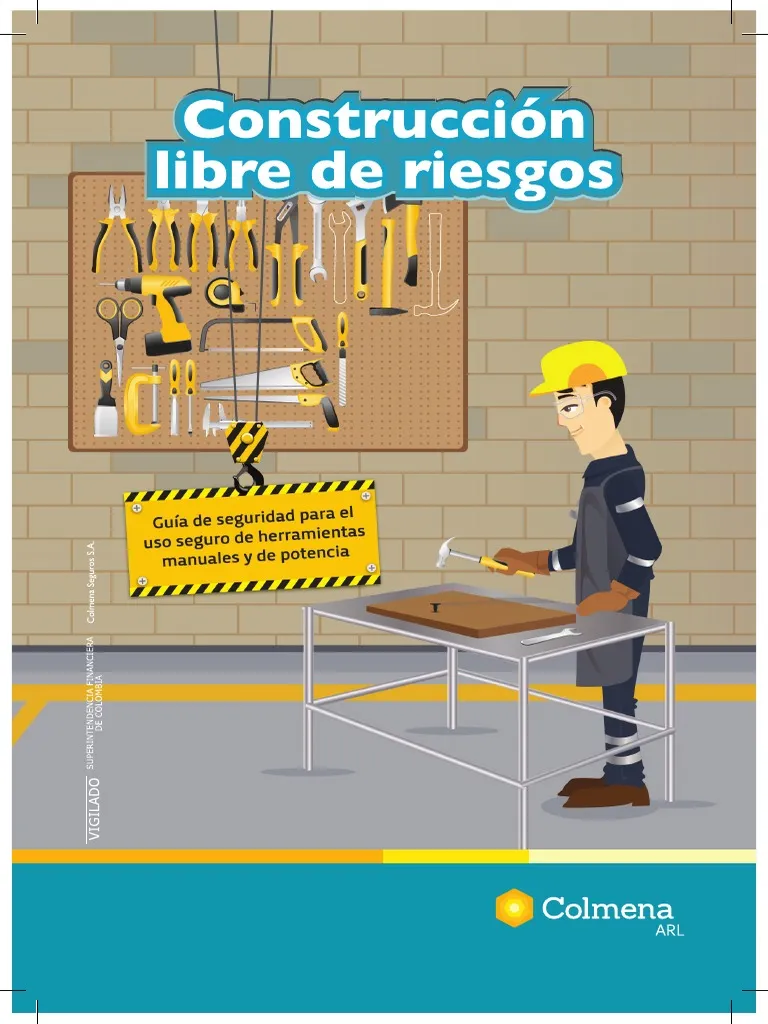 Construcción
libre de riesgos
Guía de seguridad para el
uso seguro de herramientas
manuales y de potencia
VIGILADO
SUPERINTENDENCIA FINANCIERA
DE COLOMBIA
Colmena Seguros S.A.
Colmena
ARL